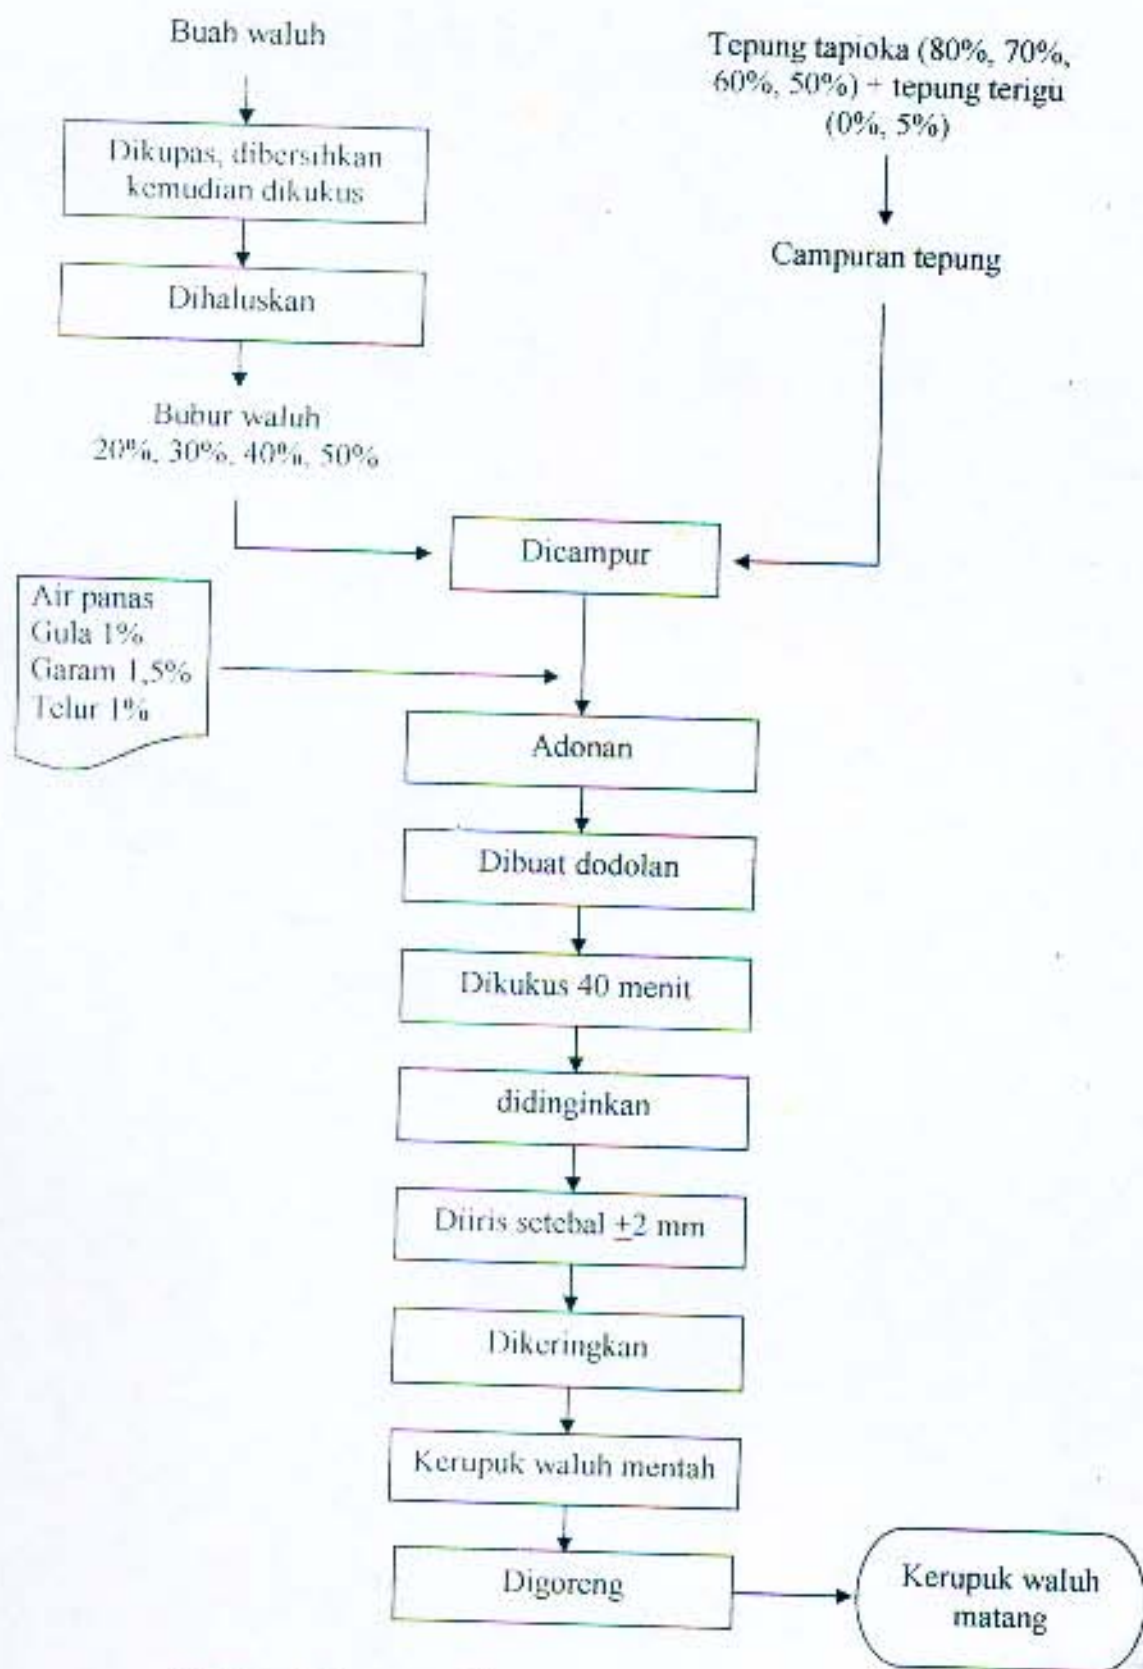 Buah waluh
Tepung tapioka (80%, 70%,
60%, 50%) + tepung terigu
(0%, 5%)
Dikupas, dibersihkan
kemudian dikukus
Campuran tepung
Dihaluskan
Bubur waluh
20%, 30%, 40%, 50%
Dicampur
Air panas
Gula 1%
Garam 1,5%
Telur 1%
Adonan
Dibuat dodolan
Dikukus 40 menit
didinginkan
Diiris setebal ±2 mm
Dikeringkan
Kerupuk waluh mentah
Digoreng
Kerupuk waluh
matang